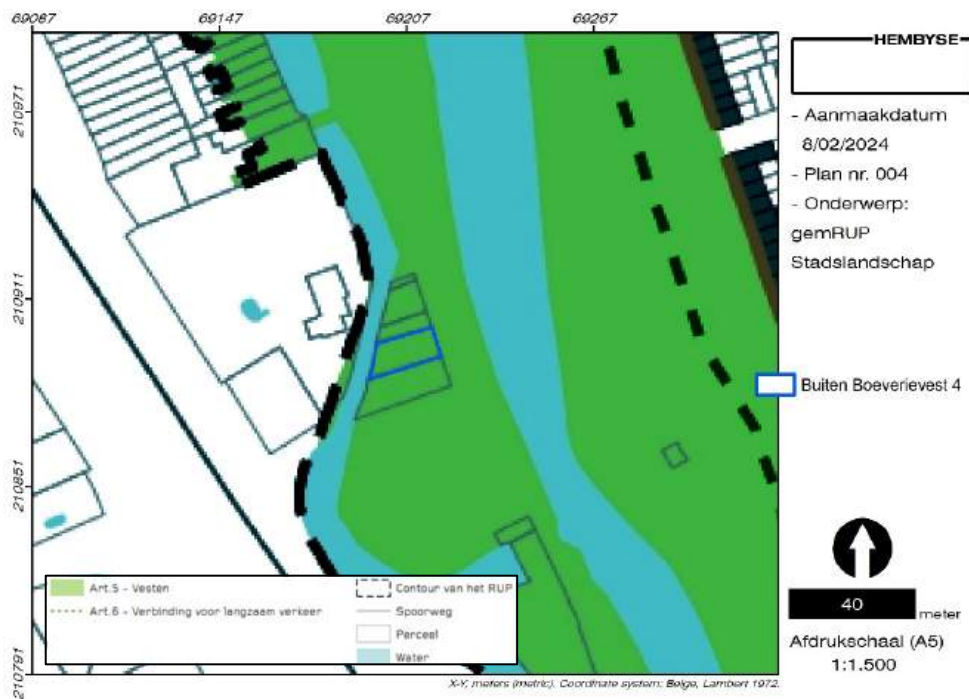 69087 69147 69207 69267
210971
210911
210851
210791
HEMBYSE
- Aanmaakdatum
8/02/2024
- Plan nr. 004
- Onderwerp:
gemRUP
Stadslandschap
Buiten Boeverievest 4
40 meter
Afdrukschaal (A5)
1:1.500
Art.5 - Vesten
Art.6 - Verbinding voor langzaam verkeer
Contour van het RUP
Spoorweg
Perceel
Water
X-Y, meters (metric). Coordinate system: Belge, Lambert 1972.